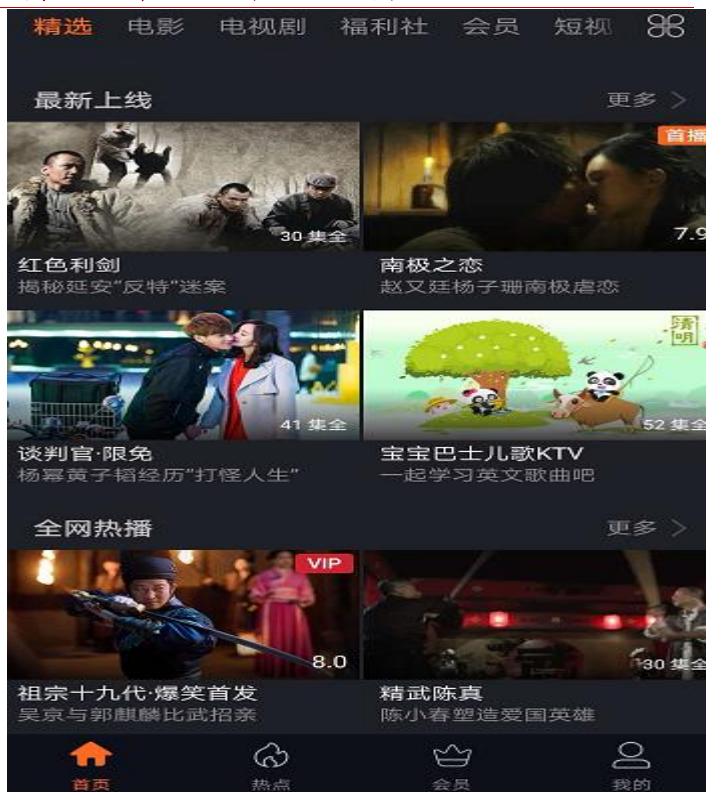 精选 电影 电视剧 福利社 会员 短视
最新上线 更多 >
首播
30 集全 7.9
红色利剑 南极之恋
揭秘延安“反特”迷案 赵又廷杨子珊南极虐恋
清明
41 集全 52 集全
谈判官·限免 宝宝巴士儿歌KTV
杨幂黄子韬经历“打怪人生” 一起学习英文歌曲吧
全网热播 更多 >
VIP
8.0 30 集全
祖宗十九代·爆笑首发 精武陈真
吴京与郭麒麟比武招亲 陈小春塑造爱国英雄
首页 热点 会员 我的